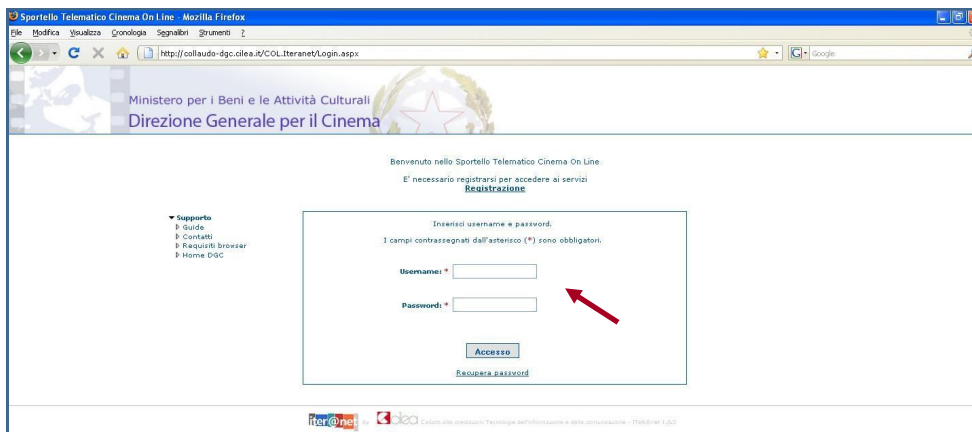 Sportello Telematico Cinema On Line - Mozilla Firefox
File Modifica Visualizza Cronologia Segnalibri Strumenti ?
http://collaudo-dgc.cilea.it/COL.Iteranet/Login.aspx
Google
Ministero per i Beni e le Attività Culturali
Direzione Generale per il Cinema
Benvenuto nello Sportello Telematico Cinema On Line
E' necessario registrarsi per accedere ai servizi
Registrazione
Supporto
Guide
Contatti
Requisiti browser
Home DGC
Inserisci username e password.
I campi contrassegnati dall'asterisco (*) sono obbligatori.
Username: *
Password: *
Accesso
Recupera password
iter@net by cilea